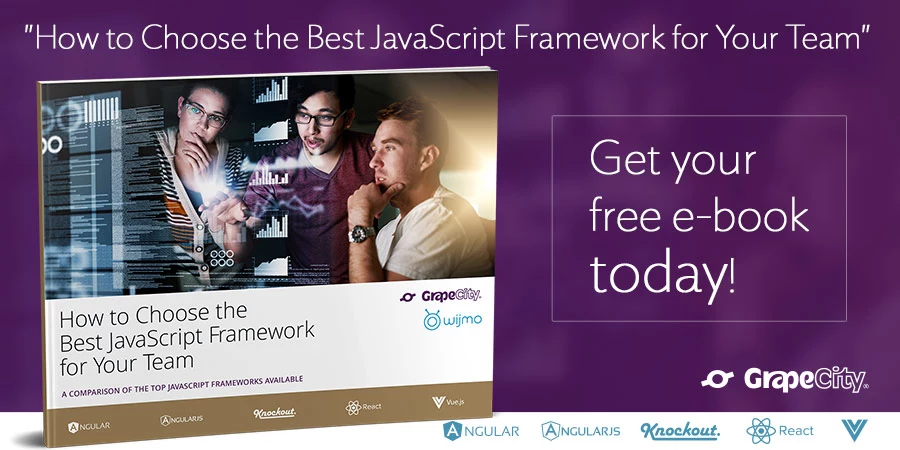 "How to Choose the Best JavaScript Framework for Your Team"
GrapeCity
wijmo
How to Choose the
Best JavaScript Framework
for Your Team
A COMPARISON OF THE TOP JAVASCRIPT FRAMEWORKS AVAILABLE
ANGULAR
ANGULARJS
Knockout.
React
Vue.js
Get your
free e-book
today!
GrapeCity®
ANGULAR
ANGULARJS
Knockout.
React